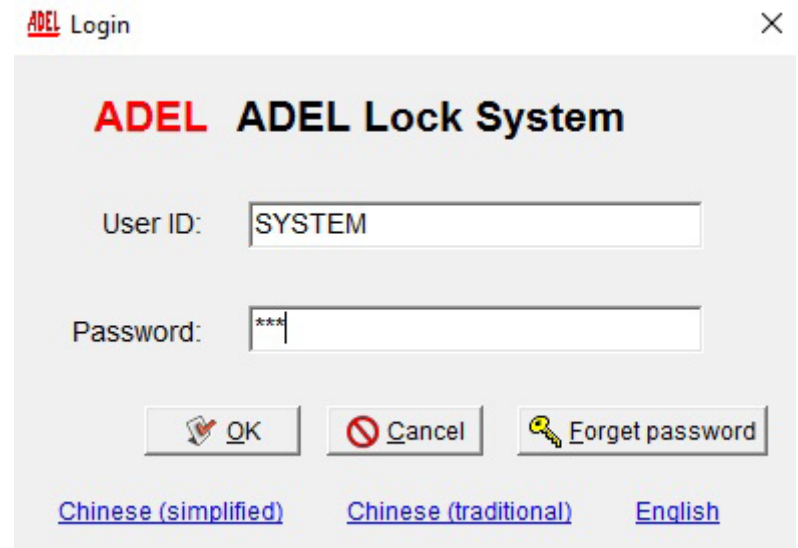 ADEL Login
ADEL ADEL Lock System
User ID: SYSTEM
Password: ***
OK Cancel Forget password
Chinese (simplified) Chinese (traditional) English